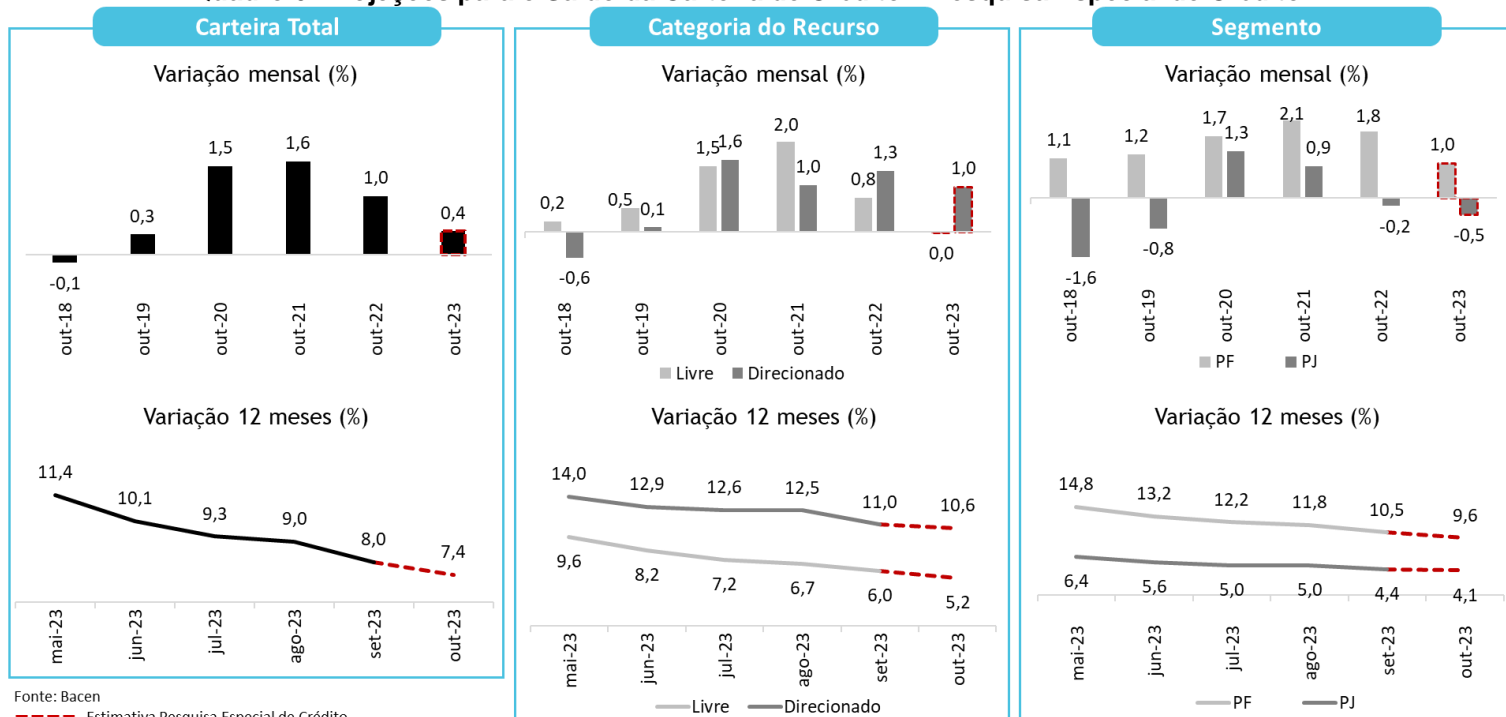 Carteira Total
Variação mensal (%)
-0,1
0,3
1,5
1,6
1,0
0,4
out-18
out-19
out-20
out-21
out-22
out-23
Variação 12 meses (%)
11,4
10,1
9,3
9,0
8,0
7,4
mai-23
jun-23
jul-23
ago-23
set-23
out-23
Fonte: Bacen
Estimativa Pesquisa Especial de Crédito
Categoria do Recurso
Variação mensal (%)
0,2
-0,6
0,5
0,1
1,5
1,6
2,0
1,0
0,8
1,3
0,0
1,0
out-18
out-19
out-20
out-21
out-22
out-23
Livre
Direcionado
Variação 12 meses (%)
14,0
12,9
12,6
12,5
11,0
10,6
9,6
8,2
7,2
6,7
6,0
5,2
mai-23
jun-23
jul-23
ago-23
set-23
out-23
Livre
Direcionado
Segmento
Variação mensal (%)
1,1
-1,6
1,2
-0,8
1,7
1,3
2,1
0,9
1,8
-0,2
1,0
-0,5
out-18
out-19
out-20
out-21
out-22
out-23
PF
PJ
Variação 12 meses (%)
14,8
13,2
12,2
11,8
10,5
9,6
6,4
5,6
5,0
5,0
4,4
4,1
mai-23
jun-23
jul-23
ago-23
set-23
out-23
PF
PJ